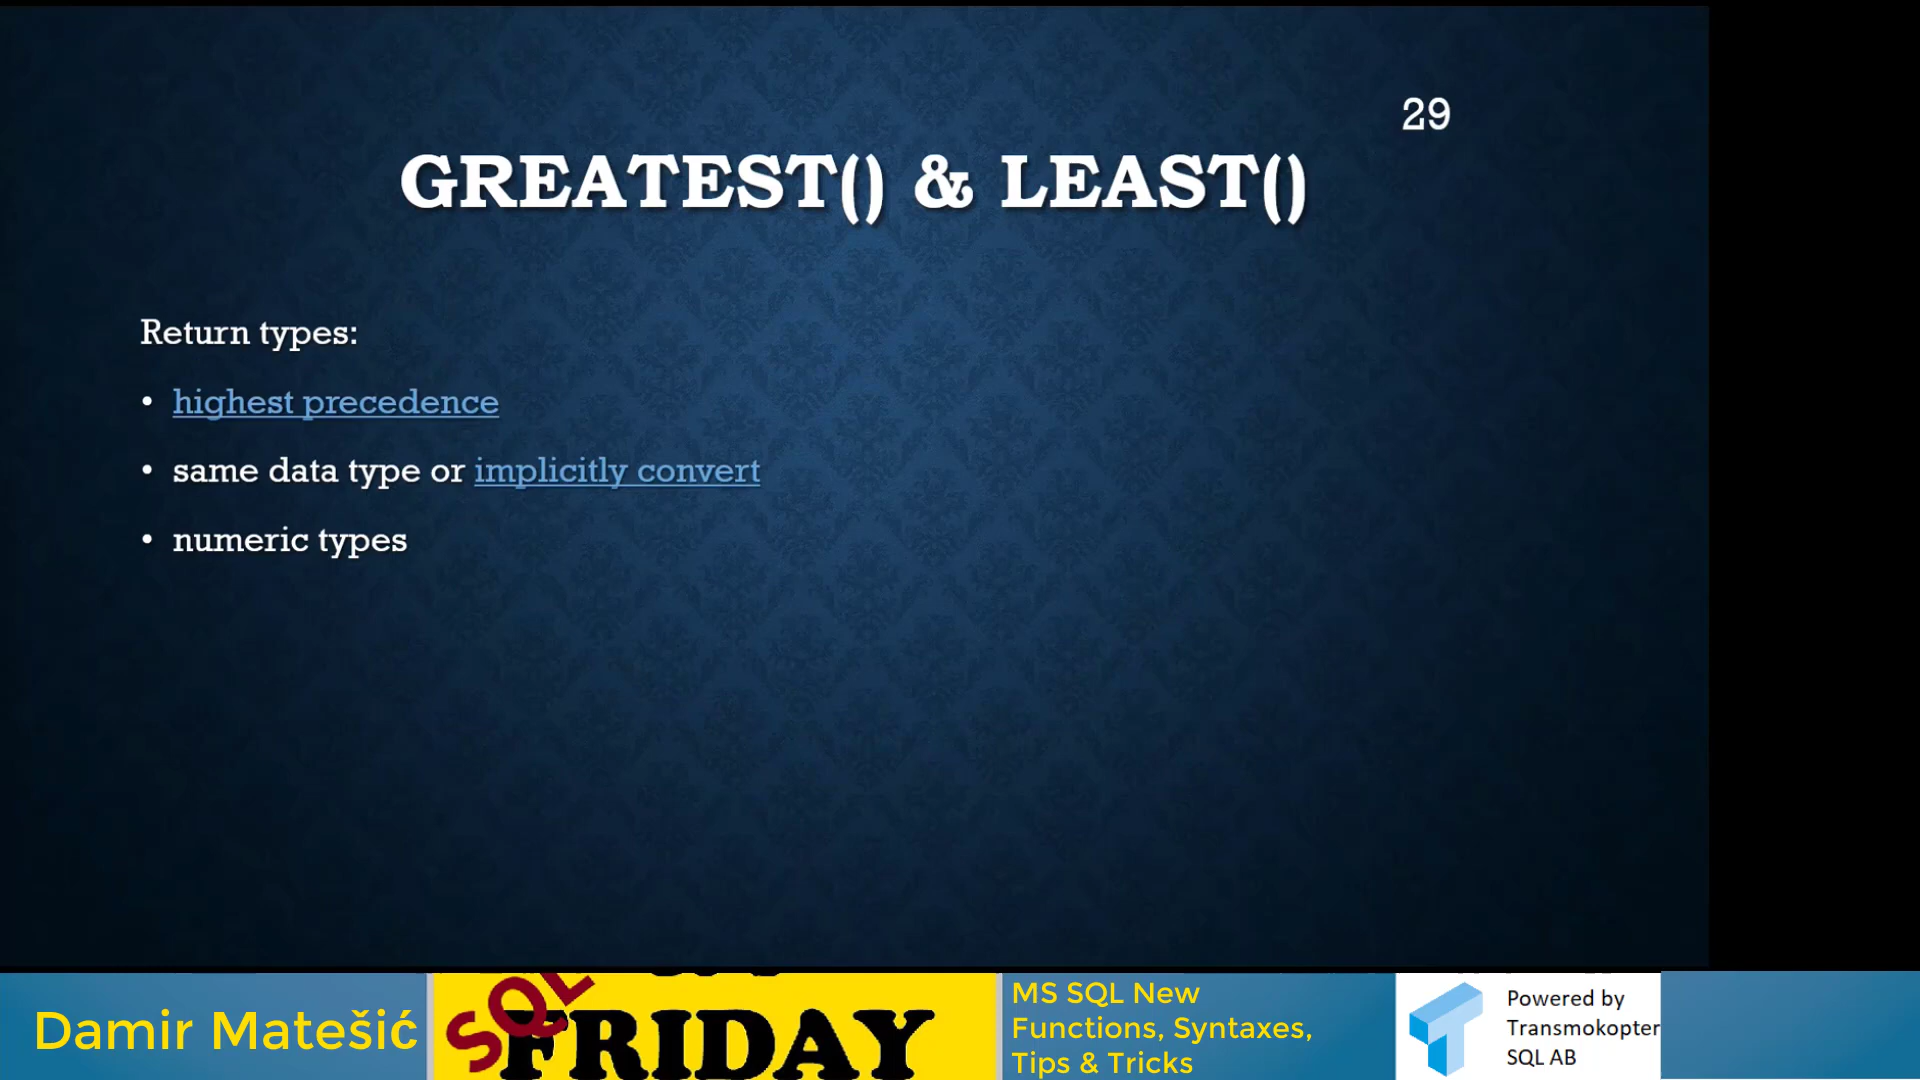 29
GREATEST() & LEAST()
Return types:
• highest precedence
• same data type or implicitly convert
• numeric types
Damir Matešić
SQL
FRIDAY
MS SQL New
Functions, Syntaxes,
Tips & Tricks
Powered by
Transmokopter
SQL AB